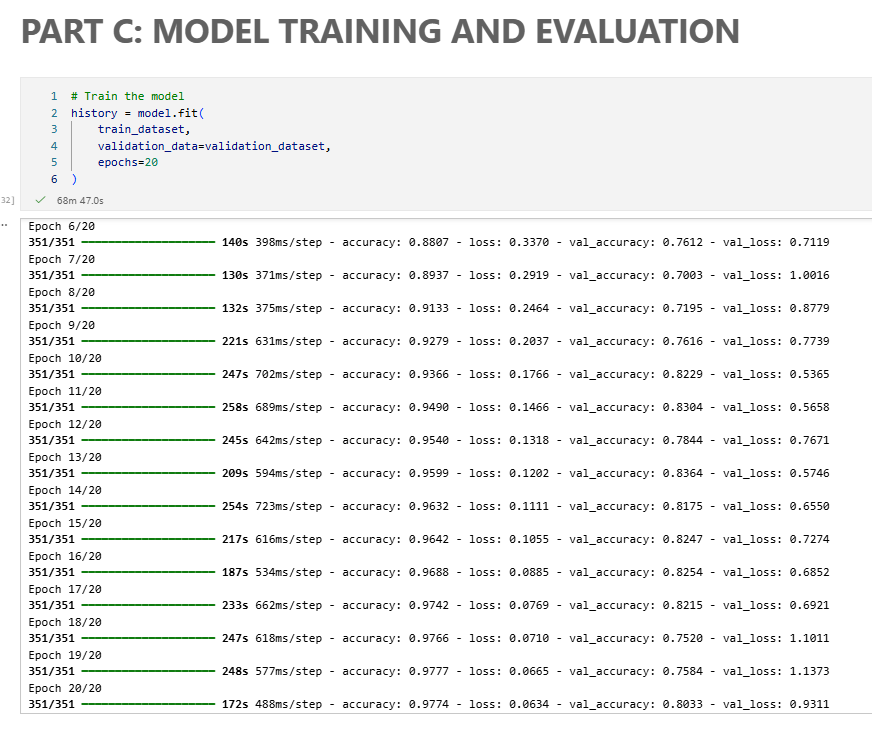 PART C: MODEL TRAINING AND EVALUATION
1 # Train the model
2 history = model.fit(
3 train_dataset,
4 validation_data=validation_dataset,
5 epochs=20
6 )
32] 68m 47.0s
..
Epoch 6/20
351/351 140s 398ms/step - accuracy: 0.8807 - loss: 0.3370 - val_accuracy: 0.7612 - val_loss: 0.7119
Epoch 7/20
351/351 130s 371ms/step - accuracy: 0.8937 - loss: 0.2919 - val_accuracy: 0.7003 - val_loss: 1.0016
Epoch 8/20
351/351 132s 375ms/step - accuracy: 0.9133 - loss: 0.2464 - val_accuracy: 0.7195 - val_loss: 0.8779
Epoch 9/20
351/351 221s 631ms/step - accuracy: 0.9279 - loss: 0.2037 - val_accuracy: 0.7616 - val_loss: 0.7739
Epoch 10/20
351/351 247s 702ms/step - accuracy: 0.9366 - loss: 0.1766 - val_accuracy: 0.8229 - val_loss: 0.5365
Epoch 11/20
351/351 258s 689ms/step - accuracy: 0.9490 - loss: 0.1466 - val_accuracy: 0.8304 - val_loss: 0.5658
Epoch 12/20
351/351 245s 642ms/step - accuracy: 0.9540 - loss: 0.1318 - val_accuracy: 0.7844 - val_loss: 0.7671
Epoch 13/20
351/351 209s 594ms/step - accuracy: 0.9599 - loss: 0.1202 - val_accuracy: 0.8364 - val_loss: 0.5746
Epoch 14/20
351/351 254s 723ms/step - accuracy: 0.9632 - loss: 0.1111 - val_accuracy: 0.8175 - val_loss: 0.6550
Epoch 15/20
351/351 217s 616ms/step - accuracy: 0.9642 - loss: 0.1055 - val_accuracy: 0.8247 - val_loss: 0.7274
Epoch 16/20
351/351 187s 534ms/step - accuracy: 0.9688 - loss: 0.0885 - val_accuracy: 0.8254 - val_loss: 0.6852
Epoch 17/20
351/351 233s 662ms/step - accuracy: 0.9742 - loss: 0.0769 - val_accuracy: 0.8215 - val_loss: 0.6921
Epoch 18/20
351/351 247s 618ms/step - accuracy: 0.9766 - loss: 0.0710 - val_accuracy: 0.7520 - val_loss: 1.1011
Epoch 19/20
351/351 248s 577ms/step - accuracy: 0.9777 - loss: 0.0665 - val_accuracy: 0.7584 - val_loss: 1.1373
Epoch 20/20
351/351 172s 488ms/step - accuracy: 0.9774 - loss: 0.0634 - val_accuracy: 0.8033 - val_loss: 0.9311